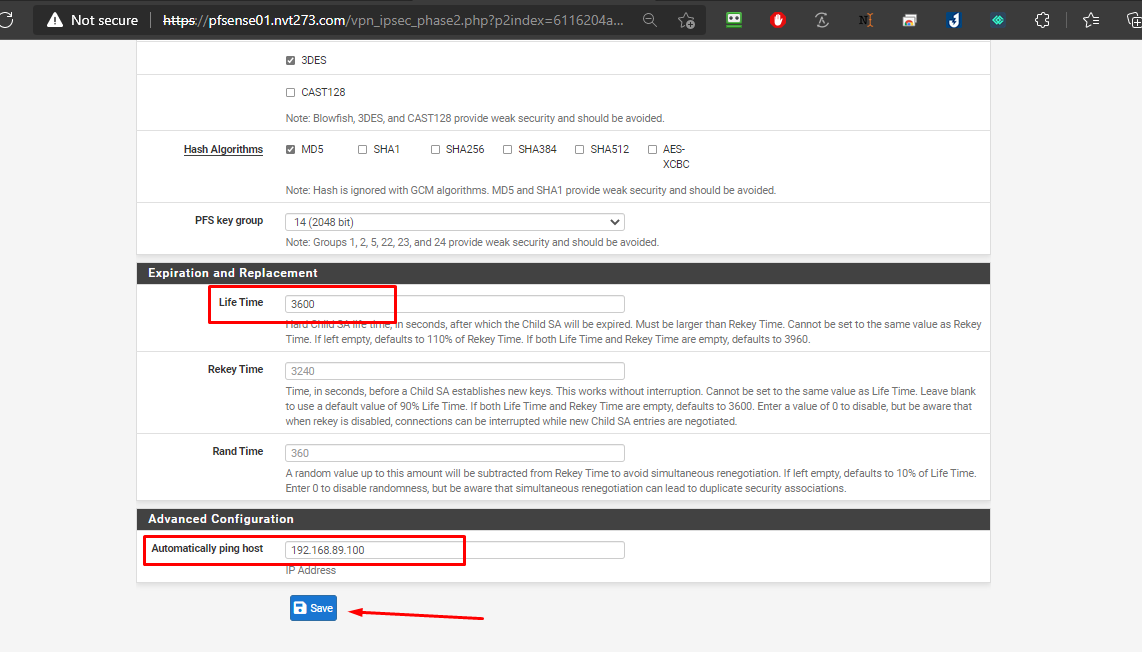 Not secure
https://pfsense01.nvt273.com/vpn_ipsec_phase2.php?p2index=6116204a...
3DES
CAST128
Note: Blowfish, 3DES, and CAST128 provide weak security and should be avoided.
Hash Algorithms MD5 SHA1 SHA256 SHA384 SHA512 AES-
XCBC
Note: Hash is ignored with GCM algorithms. MD5 and SHA1 provide weak security and should be avoided.
PFS key group 14 (2048 bit)
Note: Groups 1, 2, 5, 22, 23, and 24 provide weak security and should be avoided.
Expiration and Replacement
Life Time 3600
Hard Child SA life time, in seconds, after which the Child SA will be expired. Must be larger than Rekey Time. Cannot be set to the same value as Rekey
Time. If left empty, defaults to 110% of Rekey Time. If both Life Time and Rekey Time are empty, defaults to 3960.
Rekey Time 3240
Time, in seconds, before a Child SA establishes new keys. This works without interruption. Cannot be set to the same value as Life Time. Leave blank
to use a default value of 90% Life Time. If both Life Time and Rekey Time are empty, defaults to 3600. Enter a value of 0 to disable, but be aware that
when rekey is disabled, connections can be interrupted while new Child SA entries are negotiated.
Rand Time 360
A random value up to this amount will be subtracted from Rekey Time to avoid simultaneous renegotiation. If left empty, defaults to 10% of Life Time.
Enter 0 to disable randomness, but be aware that simultaneous renegotiation can lead to duplicate security associations.
Advanced Configuration
Automatically ping host 192.168.89.100
IP Address
Save